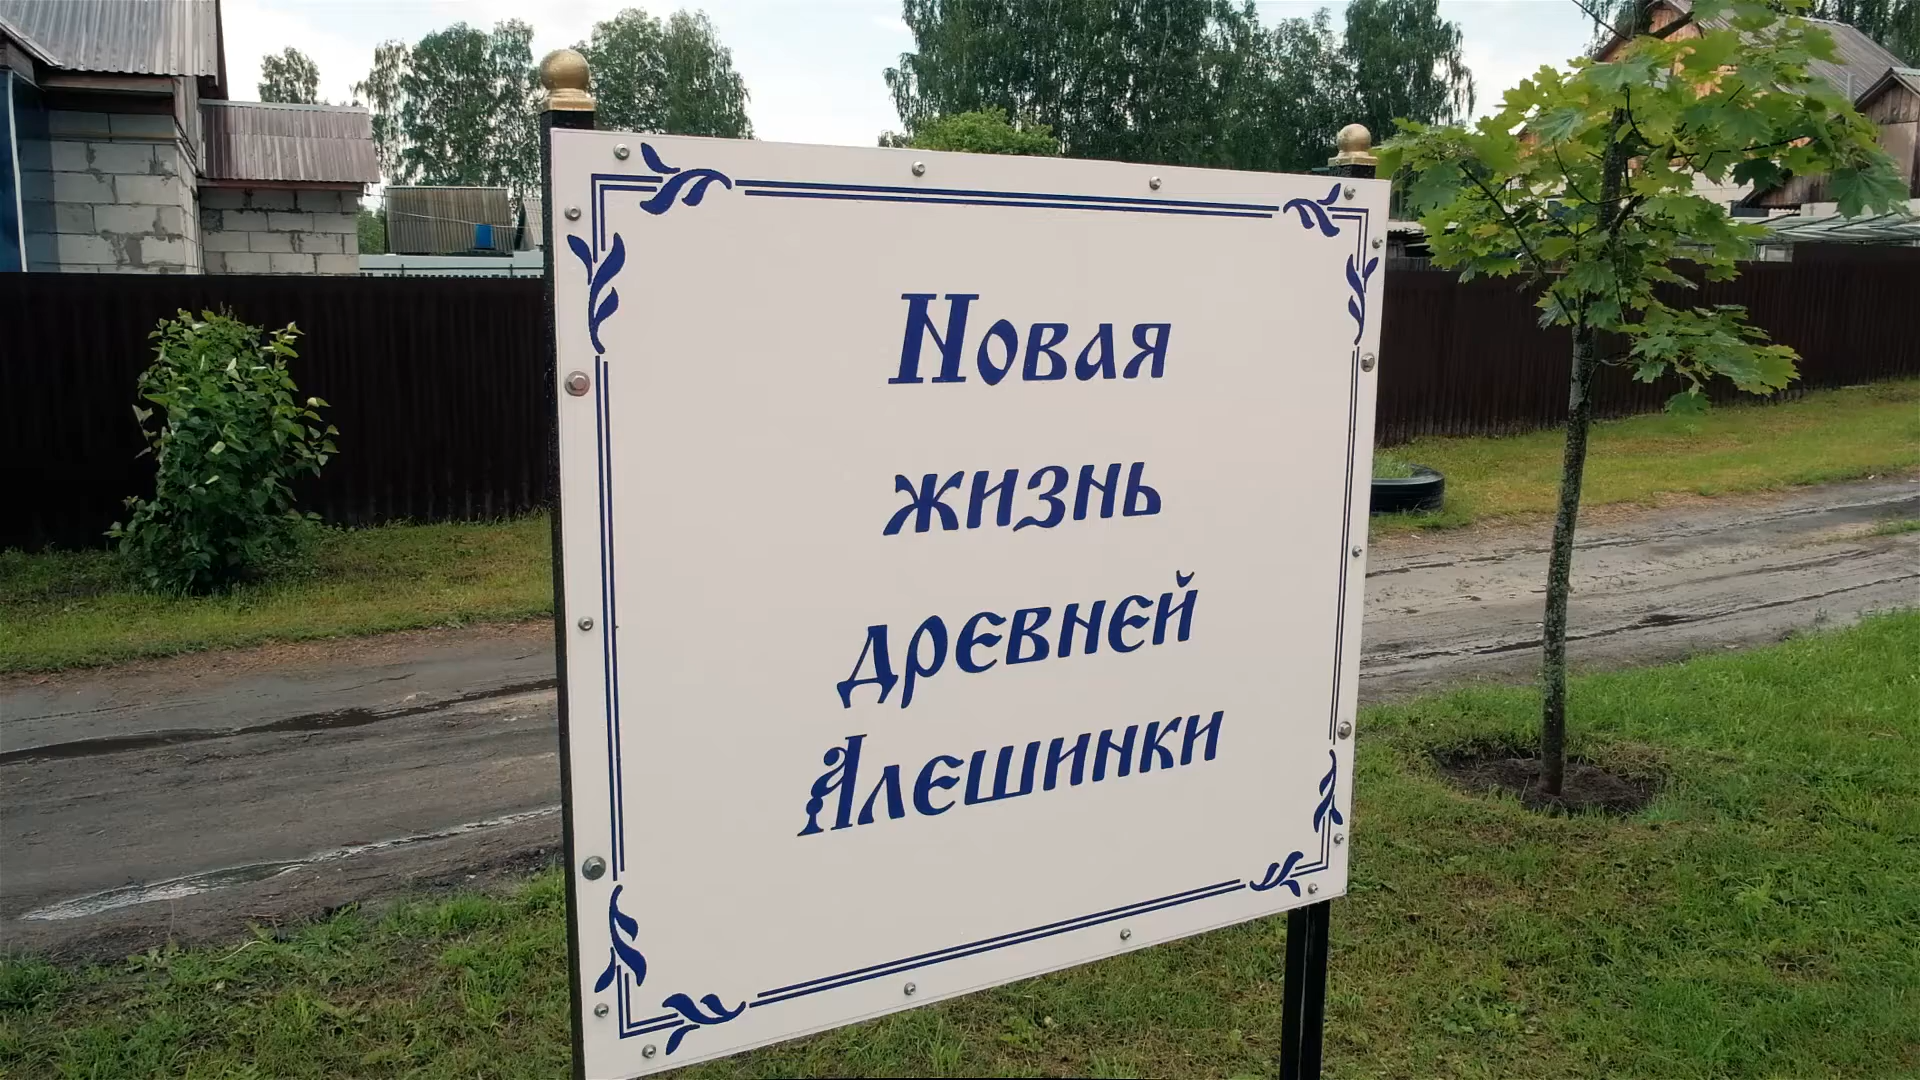 Новая
жизнь
древней
Алешинки